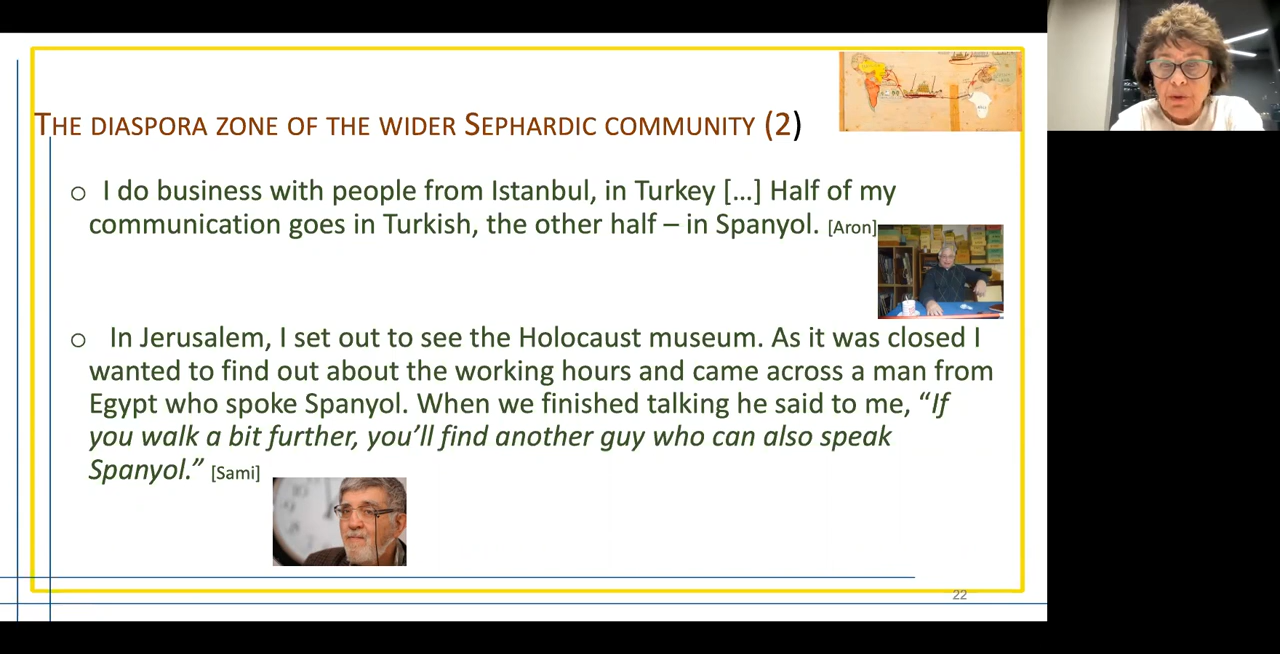 THE DIASPORA ZONE OF THE WIDER SEPHARDIC COMMUNITY (2)
o I do business with people from Istanbul, in Turkey […] Half of my
communication goes in Turkish, the other half – in Spanyol. [Aron]
o In Jerusalem, I set out to see the Holocaust museum. As it was closed I
wanted to find out about the working hours and came across a man from
Egypt who spoke Spanyol. When we finished talking he said to me, “If
you walk a bit further, you’ll find another guy who can also speak
Spanyol.” [Sami]
22